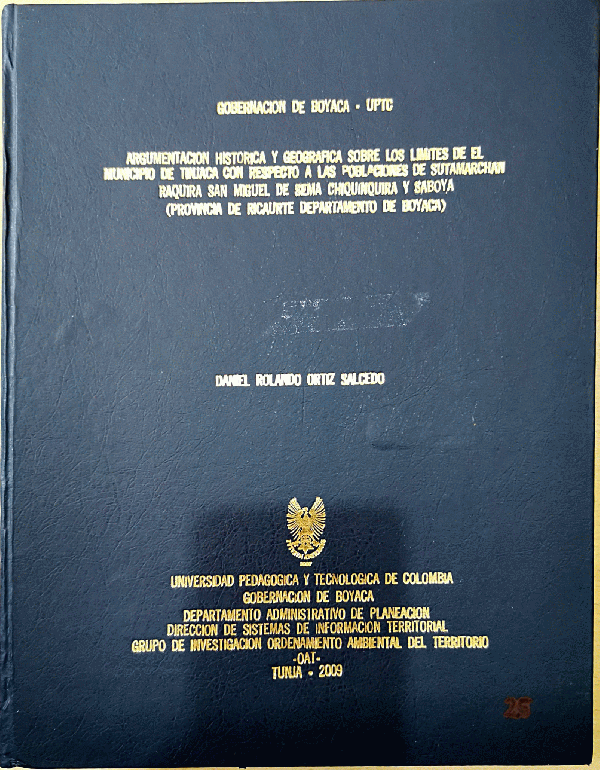 GOBERNACION DE BOYACA - UPTC
ARGUMENTACION HISTORICA Y GEOGRAFICA SOBRE LOS LIMITES DE EL
MUNICIPIO DE TINJACA CON RESPECTO A LAS POBLACIONES DE SUTAMARCHAN
RAQUIRA SAN MIGUEL DE SEMA CHIQUINQUIRA Y SABOYA
(PROVINCIA DE RICAURTE DEPARTAMENTO DE BOYACA)
DANIEL ROLANDO ORTIZ SALCEDO
UNIVERSIDAD PEDAGOGICA Y TECNOLOGICA DE COLOMBIA
GOBERNACION DE BOYACA
DEPARTAMENTO ADMINISTRATIVO DE PLANEACION
DIRECCION DE SISTEMAS DE INFORMACION TERRITORIAL
GRUPO DE INVESTIGACION ORDENAMIENTO AMBIENTAL DEL TERRITORIO
-OAT-
TUNJA - 2009
25